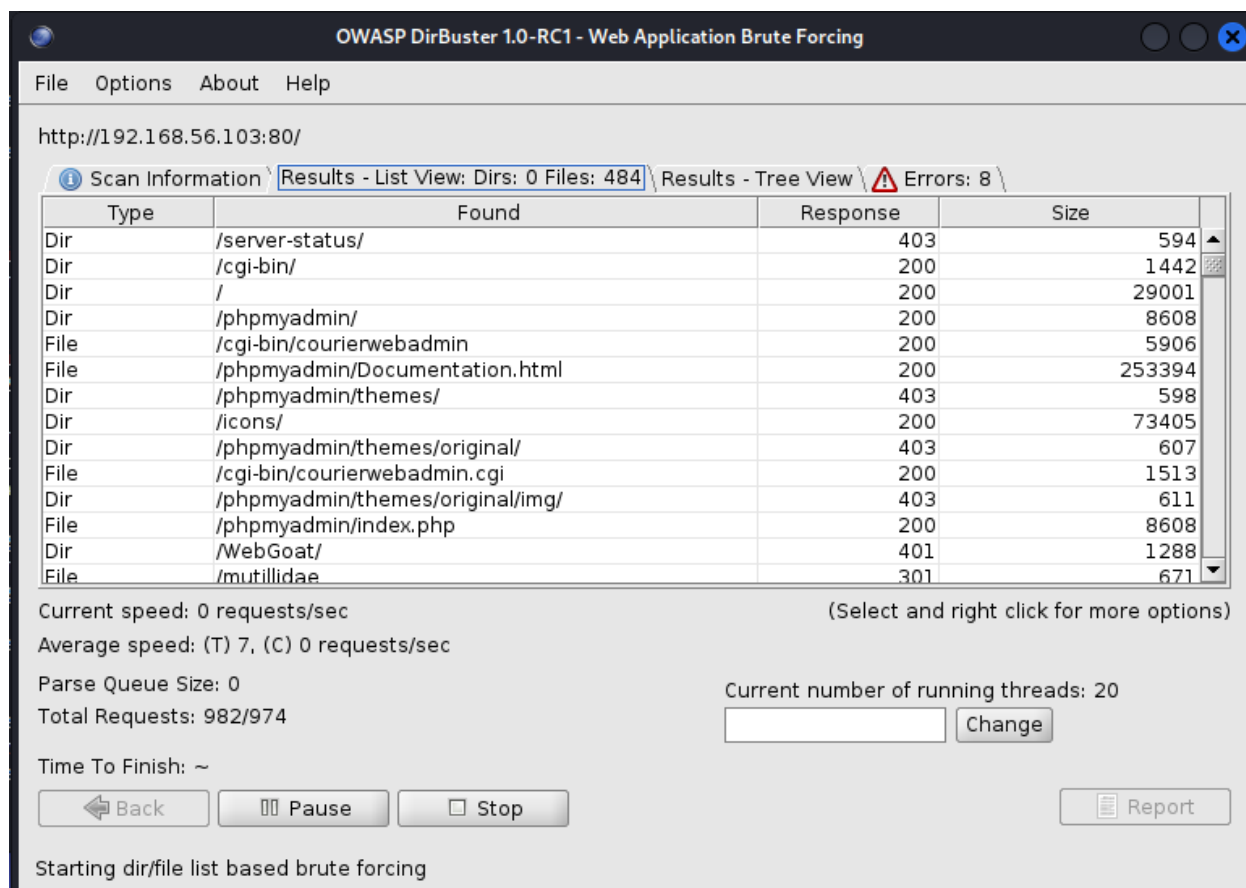 OWASP DirBuster 1.0-RC1 - Web Application Brute Forcing
File Options About Help
http://192.168.56.103:80/
Scan Information Results - List View: Dirs: 0 Files: 484 Results - Tree View Errors: 8
Type Found Response Size
Dir /server-status/ 403 594
Dir /cgi-bin/ 200 1442
Dir / 200 29001
Dir /phpmyadmin/ 200 8608
File /cgi-bin/courierwebadmin 200 5906
File /phpmyadmin/Documentation.html 200 253394
Dir /phpmyadmin/themes/ 403 598
Dir /icons/ 200 73405
Dir /phpmyadmin/themes/original/ 403 607
File /cgi-bin/courierwebadmin.cgi 200 1513
Dir /phpmyadmin/themes/original/img/ 403 611
File /phpmyadmin/index.php 200 8608
Dir /WebGoat/ 401 1288
File /mutillidae 301 671
Current speed: 0 requests/sec (Select and right click for more options)
Average speed: (T) 7, (C) 0 requests/sec
Parse Queue Size: 0 Current number of running threads: 20
Total Requests: 982/974
Change
Time To Finish: ~
Back Pause Stop Report
Starting dir/file list based brute forcing